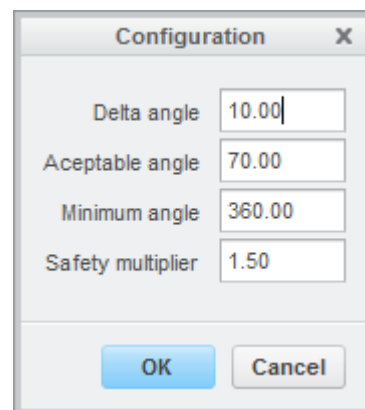 Configuration X
Delta angle 10.00
Aceptable angle 70.00
Minimum angle 360.00
Safety multiplier 1.50
OK Cancel